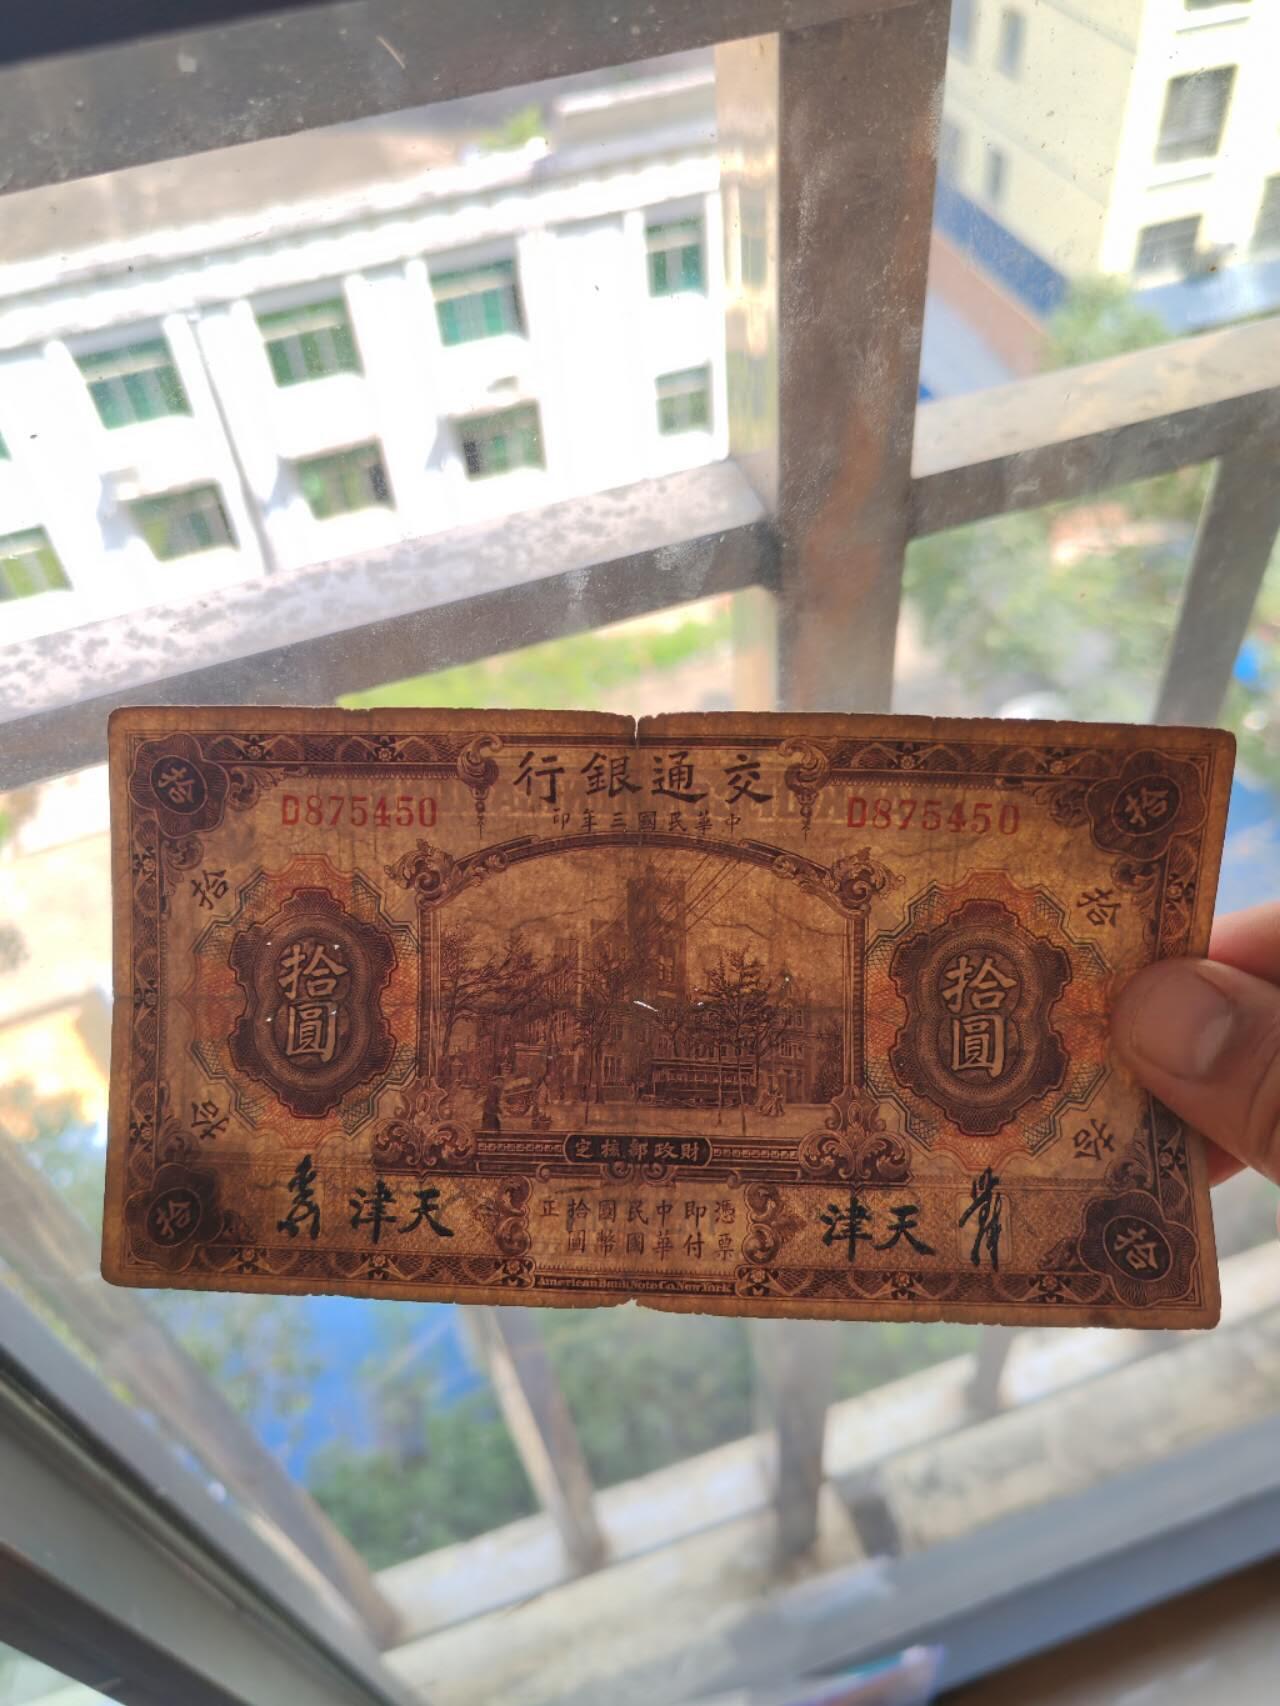 交通銀行
D875450
D875450
中華民國三年印
拾
拾
拾
拾
拾圓
拾圓
拾
拾
財政部核定
天津
憑票即付中華民國國幣拾圓正
天津
拾
拾
American Bank Note Co. New York.